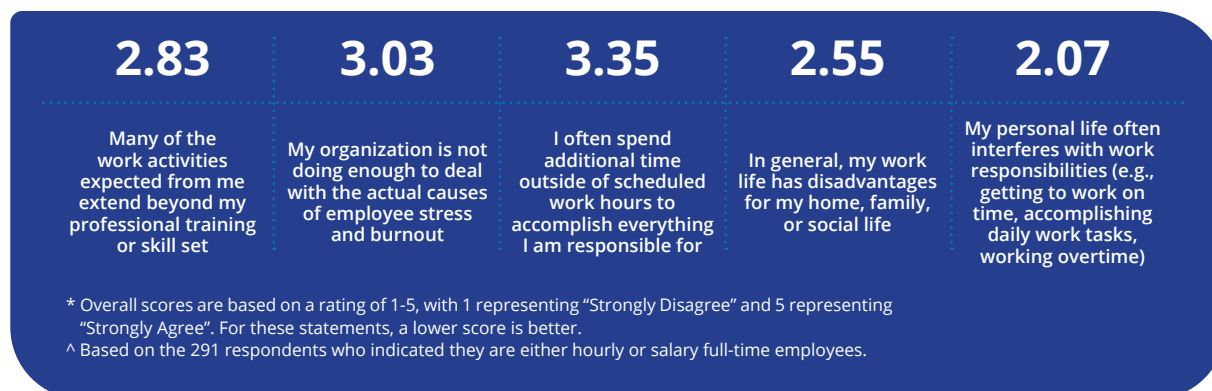 2.83
Many of the
work activities
expected from me
extend beyond my
professional training
or skill set
3.03
My organization is not
doing enough to deal
with the actual causes
of employee stress
and burnout
3.35
I often spend
additional time
outside of scheduled
work hours to
accomplish everything
I am responsible for
2.55
In general, my work
life has disadvantages
for my home, family,
or social life
2.07
My personal life often
interferes with work
responsibilities (e.g.,
getting to work on
time, accomplishing
daily work tasks,
working overtime)
* Overall scores are based on a rating of 1-5, with 1 representing “Strongly Disagree” and 5 representing
“Strongly Agree”. For these statements, a lower score is better.
^ Based on the 291 respondents who indicated they are either hourly or salary full-time employees.